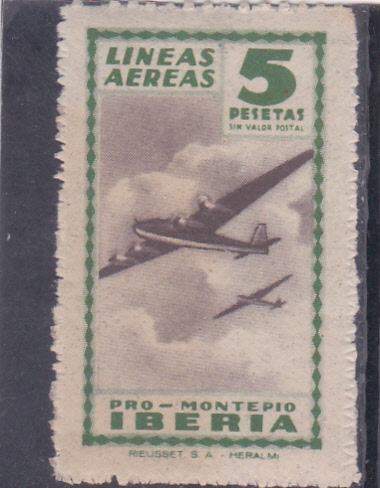 LINEAS
AEREAS
5
PESETAS
SIN VALOR POSTAL
PRO-MONTEPIO
IBERIA
RIEUSSET, S. A. - HERALMI